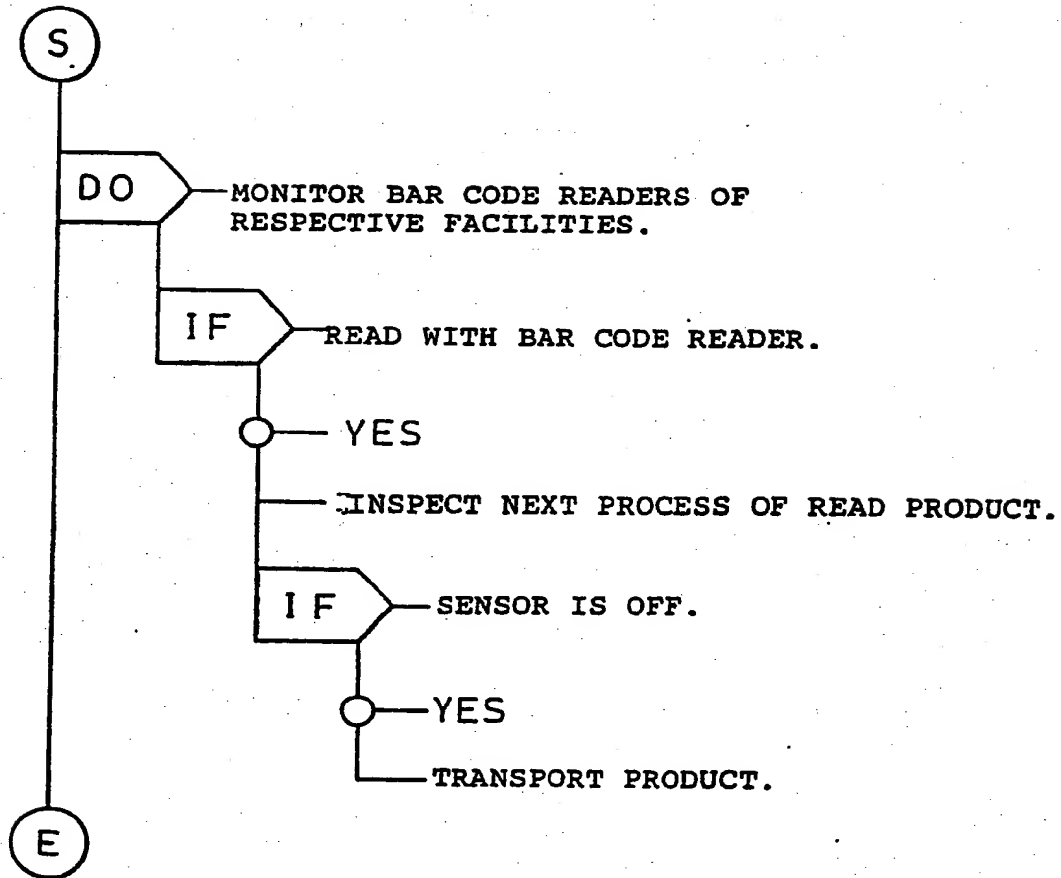 S
DO
MONITOR BAR CODE READERS OF
RESPECTIVE FACILITIES.
IF
READ WITH BAR CODE READER.
YES
INSPECT NEXT PROCESS OF READ PRODUCT.
IF
SENSOR IS OFF.
YES
TRANSPORT PRODUCT.
E